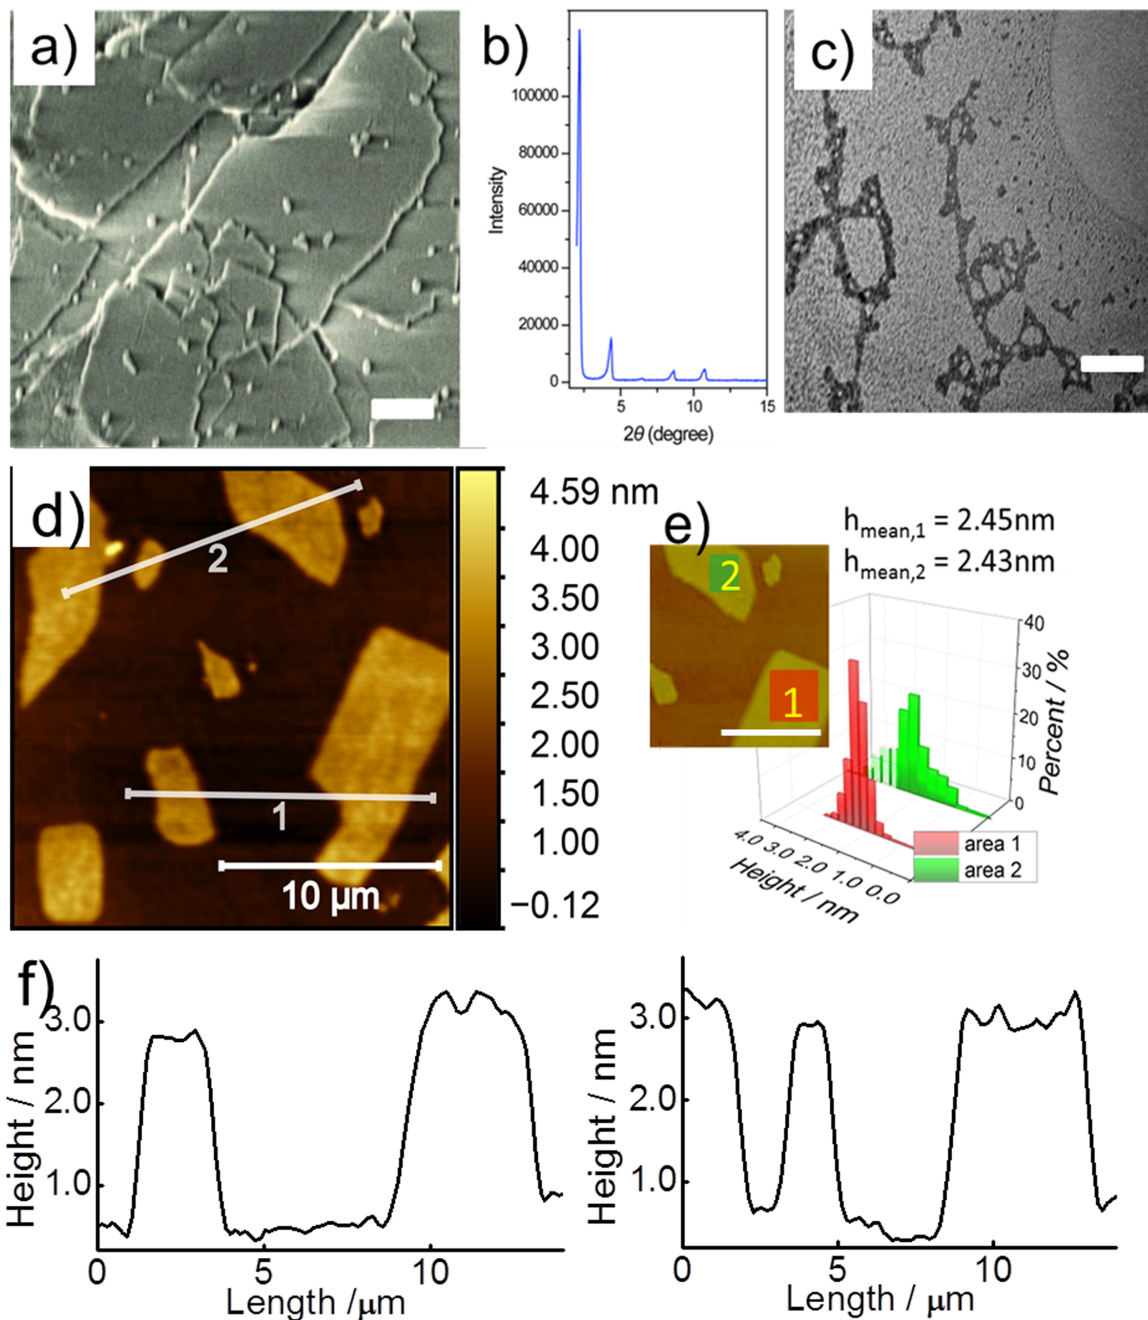 a)
b)
100000
80000
60000
40000
20000
0
Intensity
5
10
15
2θ (degree)
c)
d)
2
1
10 μm
4.59 nm
4.00
3.50
3.00
2.50
2.00
1.50
1.00
−0.12
e)
hmean,1 = 2.45nm
hmean,2 = 2.43nm
2
1
40
30
20
10
0
Percent / %
4.0 3.0 2.0 1.0 0.0
Height / nm
area 1
area 2
f)
3.0
2.0
1.0
Height / nm
0
5
10
Length /μm
3.0
2.0
1.0
Height / nm
0
5
10
Length / μm